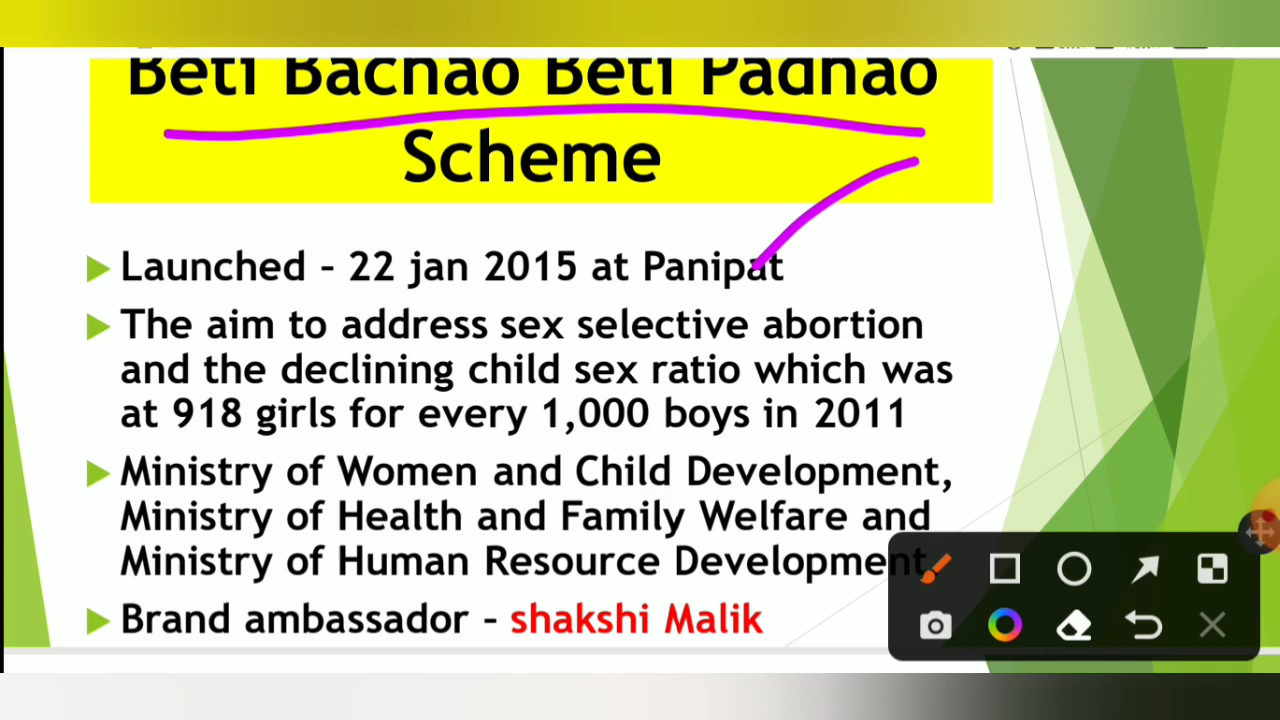 Beti Bachao Beti Padhao
Scheme
Launched – 22 jan 2015 at Panipat
The aim to address sex selective abortion
and the declining child sex ratio which was
at 918 girls for every 1,000 boys in 2011
Ministry of Women and Child Development,
Ministry of Health and Family Welfare and
Ministry of Human Resource Development
Brand ambassador – shakshi Malik